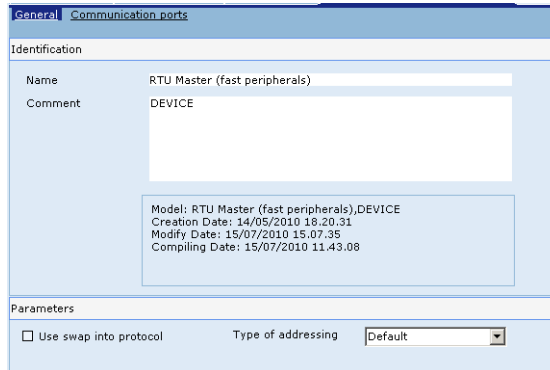 General Communication ports
Identification
Name RTU Master (fast peripherals)
Comment DEVICE
Model: RTU Master (fast peripherals),DEVICE
Creation Date: 14/05/2010 18.20.31
Modify Date: 15/07/2010 15.07.35
Compiling Date: 15/07/2010 11.43.08
Parameters
Use swap into protocol Type of addressing Default